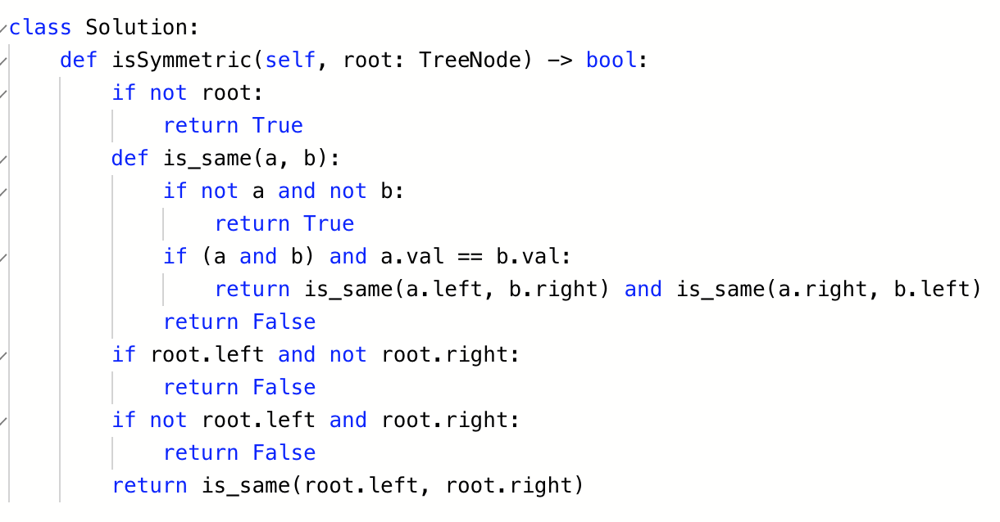 class Solution:
    def isSymmetric(self, root: TreeNode) -> bool:
        if not root:
            return True
        def is_same(a, b):
            if not a and not b:
                return True
            if (a and b) and a.val == b.val:
                return is_same(a.left, b.right) and is_same(a.right, b.left)
            return False
        if root.left and not root.right:
            return False
        if not root.left and root.right:
            return False
        return is_same(root.left, root.right)